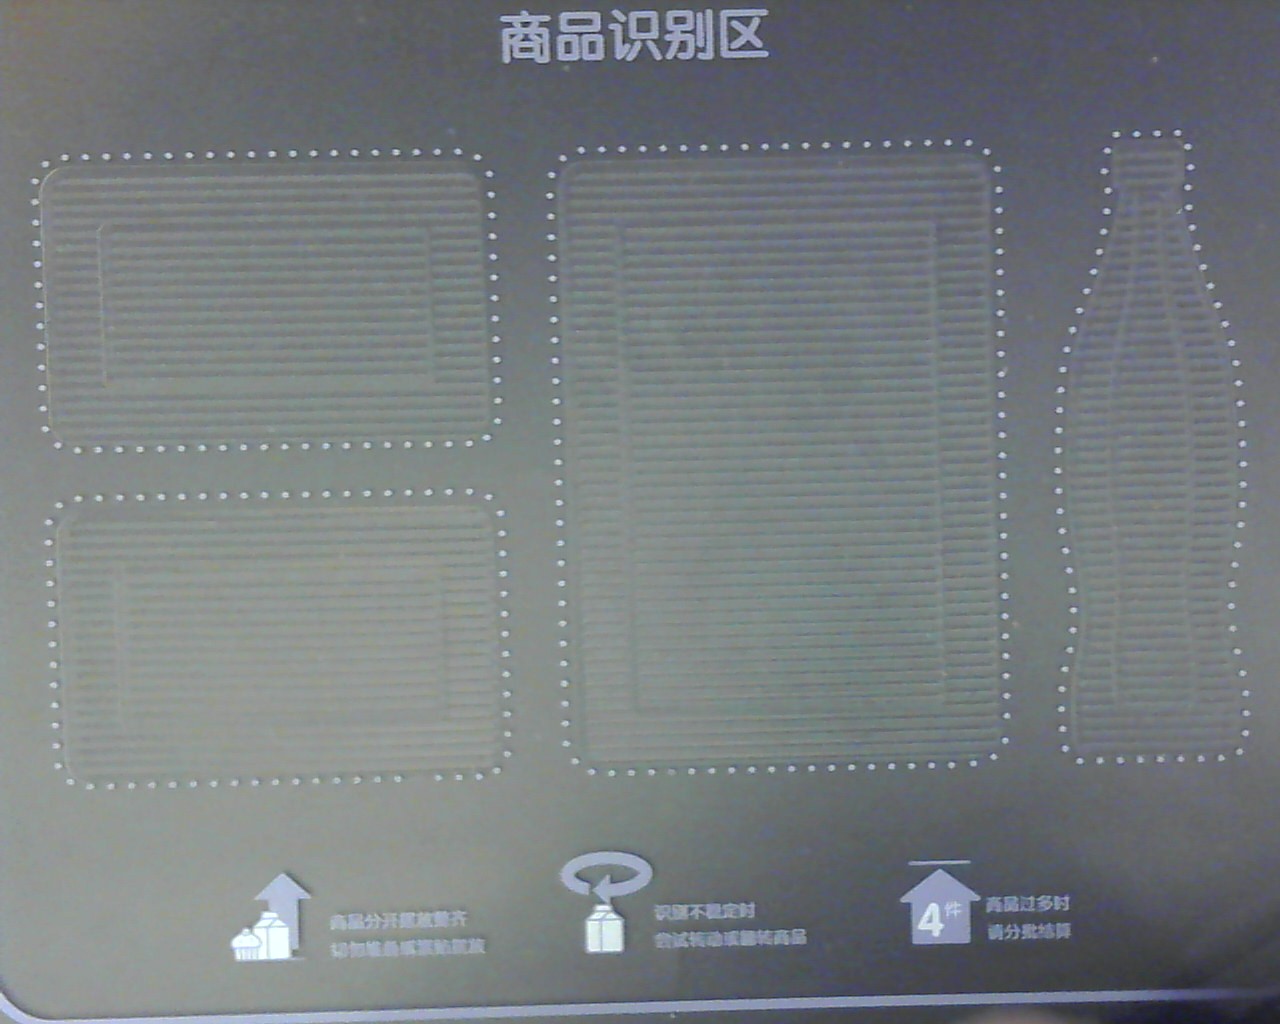 商品识别区
商品分开摆放整齐
切勿堆叠或紧贴摆放
识别不稳定时
尝试转动或翻转商品
4件
商品过多时
请分批结算